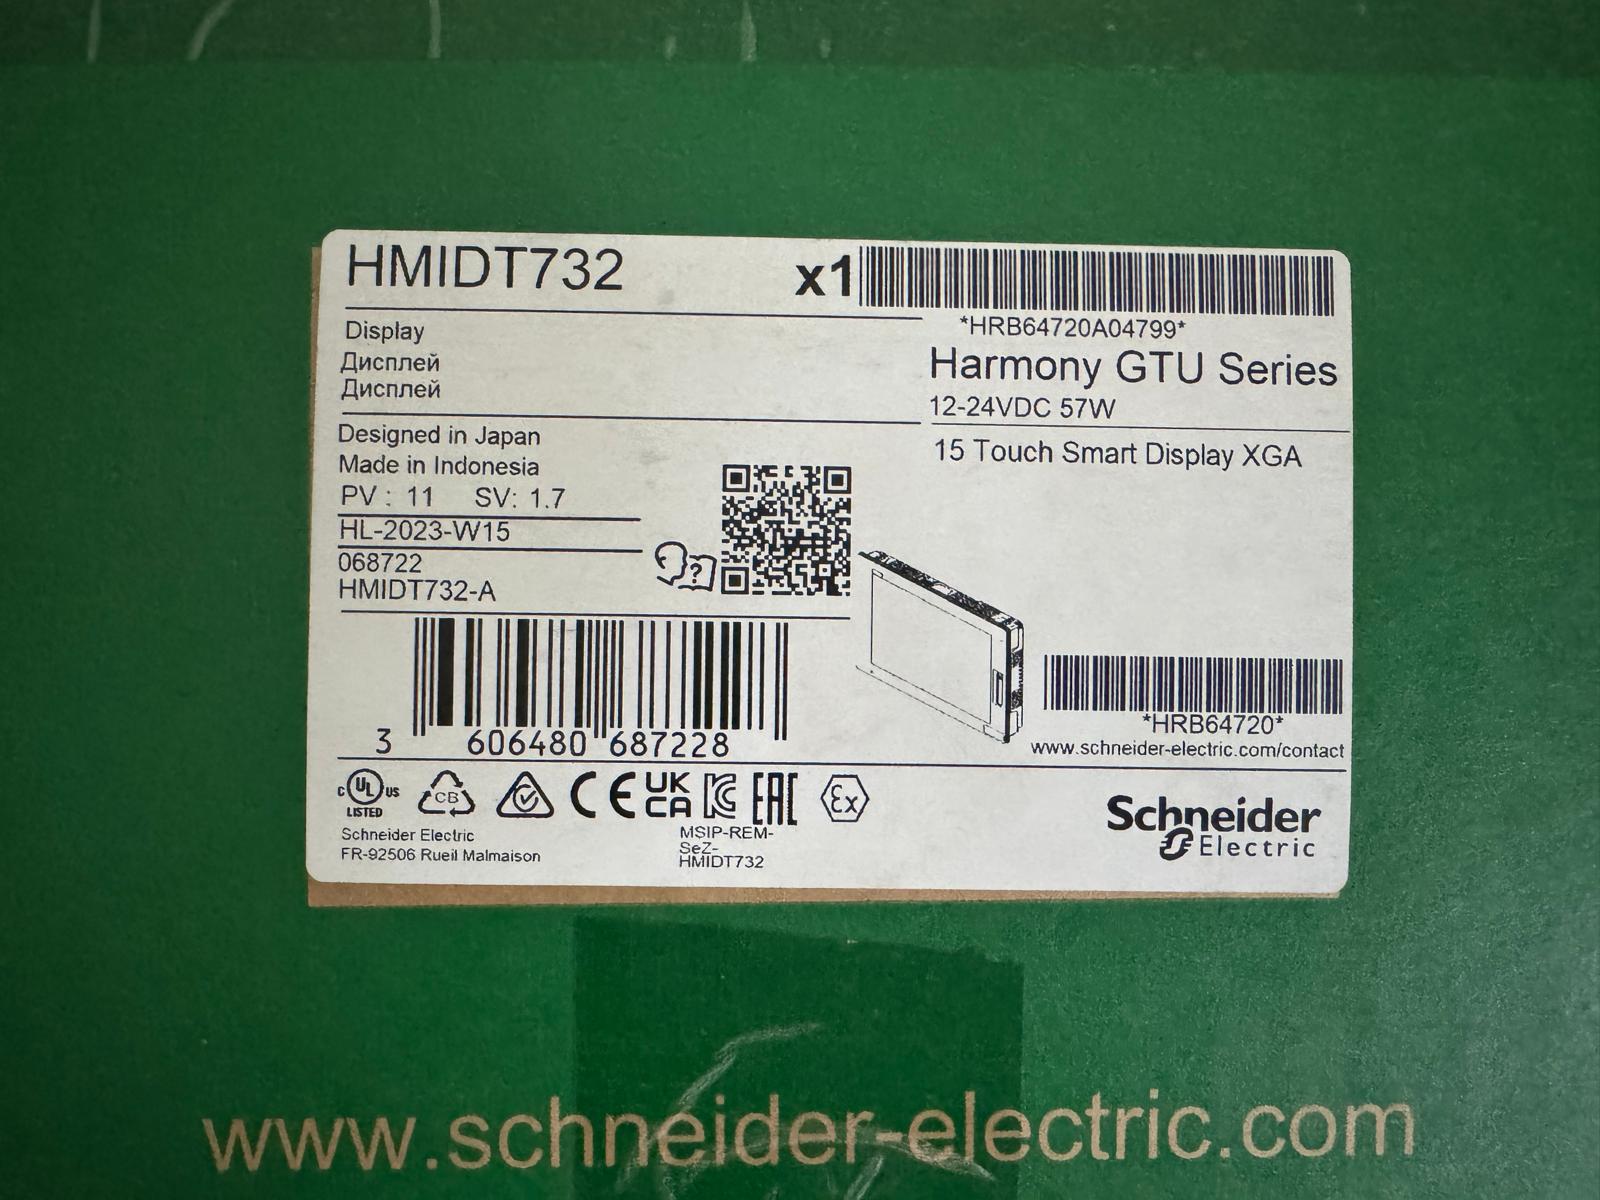 HMIDT732
x1
*HRB64720A04799*
Display
Дисплей
Дисплей
Harmony GTU Series
12-24VDC 57W
15 Touch Smart Display XGA
Designed in Japan
Made in Indonesia
PV : 11 SV: 1.7
HL-2023-W15
068722
HMIDT732-A
?
3 606480 687228
*HRB64720*
www.schneider-electric.com/contact
C UL US
LISTED
CB
CE
UK
CA
KC
EAC
Ex
Schneider Electric
FR-92506 Rueil Malmaison
MSIP-REM-
SeZ-
HMIDT732
Schneider
Electric
www.schneider-electric.com